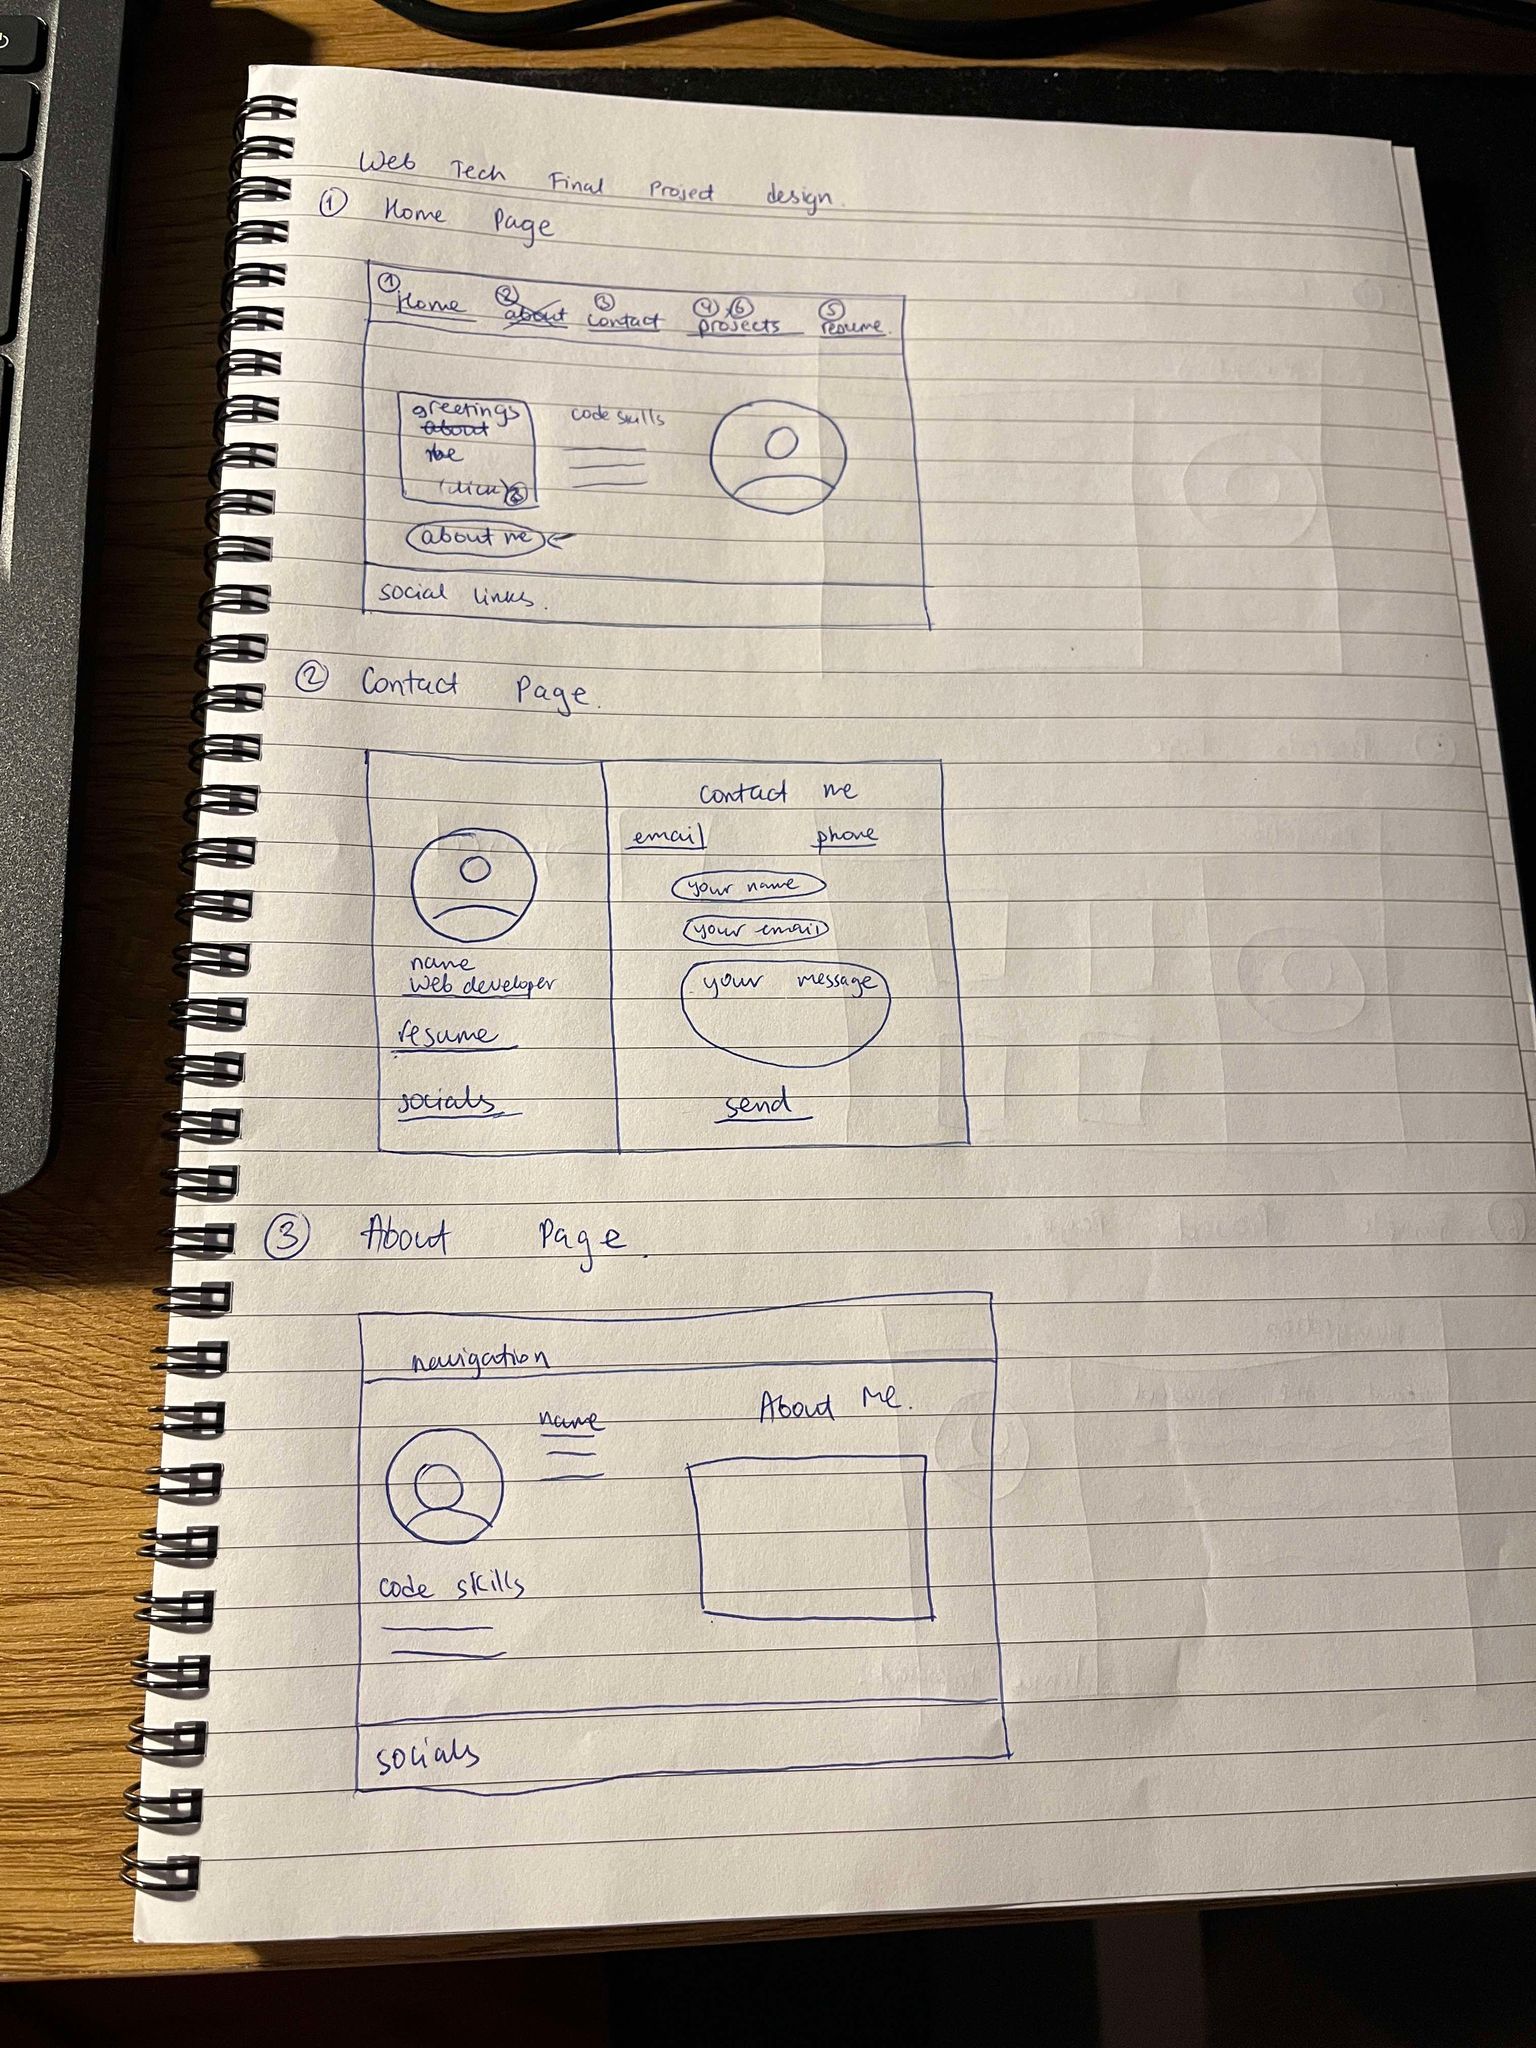 Web Tech Final Project design.
① Home Page
① ② ③ ④ ⑥ ⑤
Home about contact projects resume.
greetings code skills
about
me
(click) ②
about me
social links.
② Contact Page.
contact me
email phone
your name
your email
name
web developer your message
resume
socials send
③ About Page.
navigation
name About Me.
code skills
socials